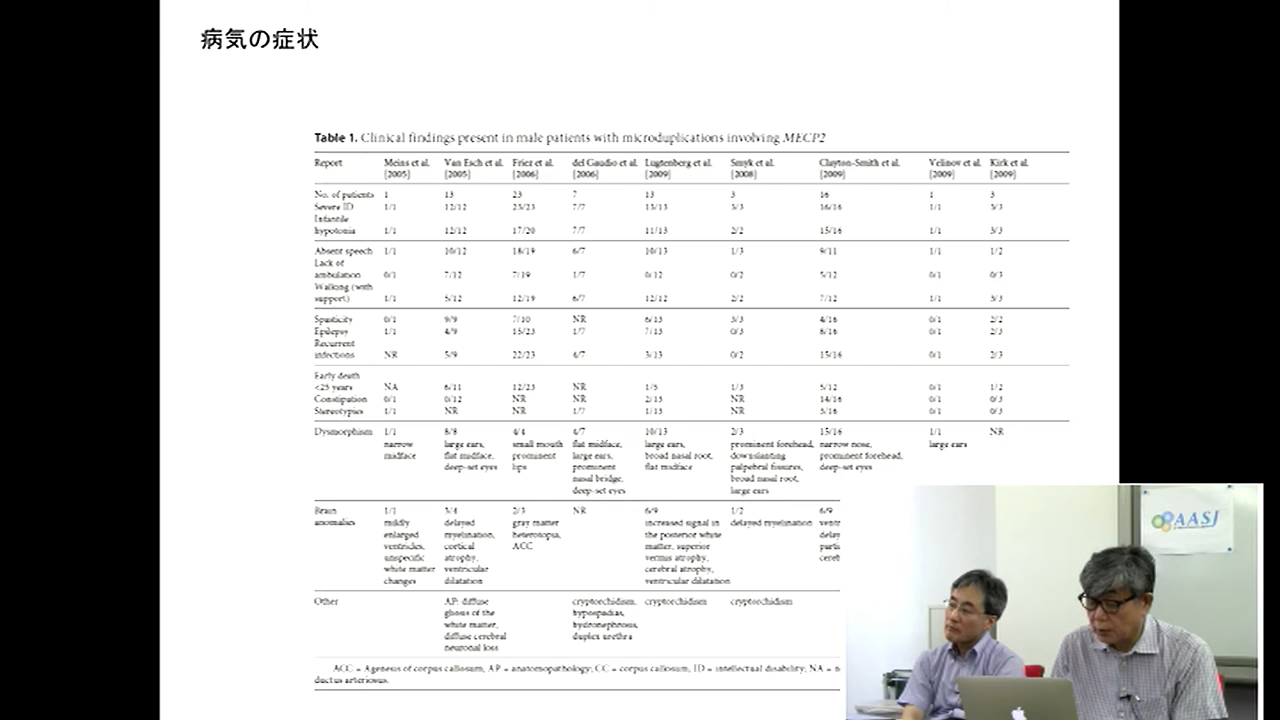 病気の症状
Table 1. Clinical findings present in male patients with microduplications involving MECP2
Report Meins et al. [2005] Van Esch et al. [2005] Friez et al. [2006] del Gaudio et al. [2006] Lugtenberg et al. [2009] Smyk et al. [2008] Clayton-Smith et al. [2009] Velinov et al. [2009] Kirk et al. [2009]
No. of patients 1 13 23 7 13 3 16 1 3
Severe ID 1/1 12/12 23/23 7/7 13/13 3/3 16/16 1/1 3/3
Infantile hypotonia 1/1 12/12 17/20 7/7 11/13 2/2 15/16 1/1 3/3
Absent speech 1/1 10/12 18/19 6/7 10/13 1/3 9/11 1/1 1/2
Lack of ambulation 0/1 7/12 7/19 1/7 0/12 0/2 5/12 0/1 0/3
Walking (with support) 1/1 5/12 12/19 6/7 12/12 2/2 7/12 1/1 3/3
Spasticity 0/1 9/9 7/10 NR 6/13 3/3 4/16 0/1 2/2
Epilepsy 1/1 4/9 15/23 1/7 7/13 0/3 8/16 0/1 2/3
Recurrent infections NR 5/9 22/23 4/7 3/13 0/2 15/16 0/1 2/3
Early death <25 years NA 6/11 12/23 NR 1/5 1/3 5/12 0/1 1/2
Constipation 0/1 0/12 NR NR 2/13 NR 14/16 0/1 0/3
Stereotypies 1/1 NR NR 1/7 1/13 NR 3/16 0/1 0/3
Dysmorphism 1/1 narrow midface 8/8 large ears, flat midface, deep-set eyes 4/4 small mouth prominent lips 4/7 flat midface, large ears, prominent nasal bridge, deep-set eyes 10/13 large ears, broad nasal root, flat midface 2/3 prominent forehead, downslanting palpebral fissures, broad nasal root, large ears 15/16 narrow nose, prominent forehead, deep-set eyes 1/1 large ears NR
Brain anomalies 1/1 mildly enlarged ventricles, unspecific white matter changes 3/4 delayed myelination, cortical atrophy, ventricular dilatation 2/3 gray matter heterotopia, ACC NR 6/9 increased signal in the posterior white matter, superior vermis atrophy, cerebral atrophy, ventricular dilatation 1/2 delayed myelination 6/9 ventr delay parti cereb
Other AP: diffuse gliosis of the white matter, diffuse cerebral neuronal loss cryptorchidism, hypospadias, hydronephrosis, duplex urethra cryptorchidism cryptorchidism
ACC = Agenesis of corpus callosum, AP = anatomopathology; CC = corpus callosum, ID = intellectual disability; NA = n
ductus arteriosus.
AASJ